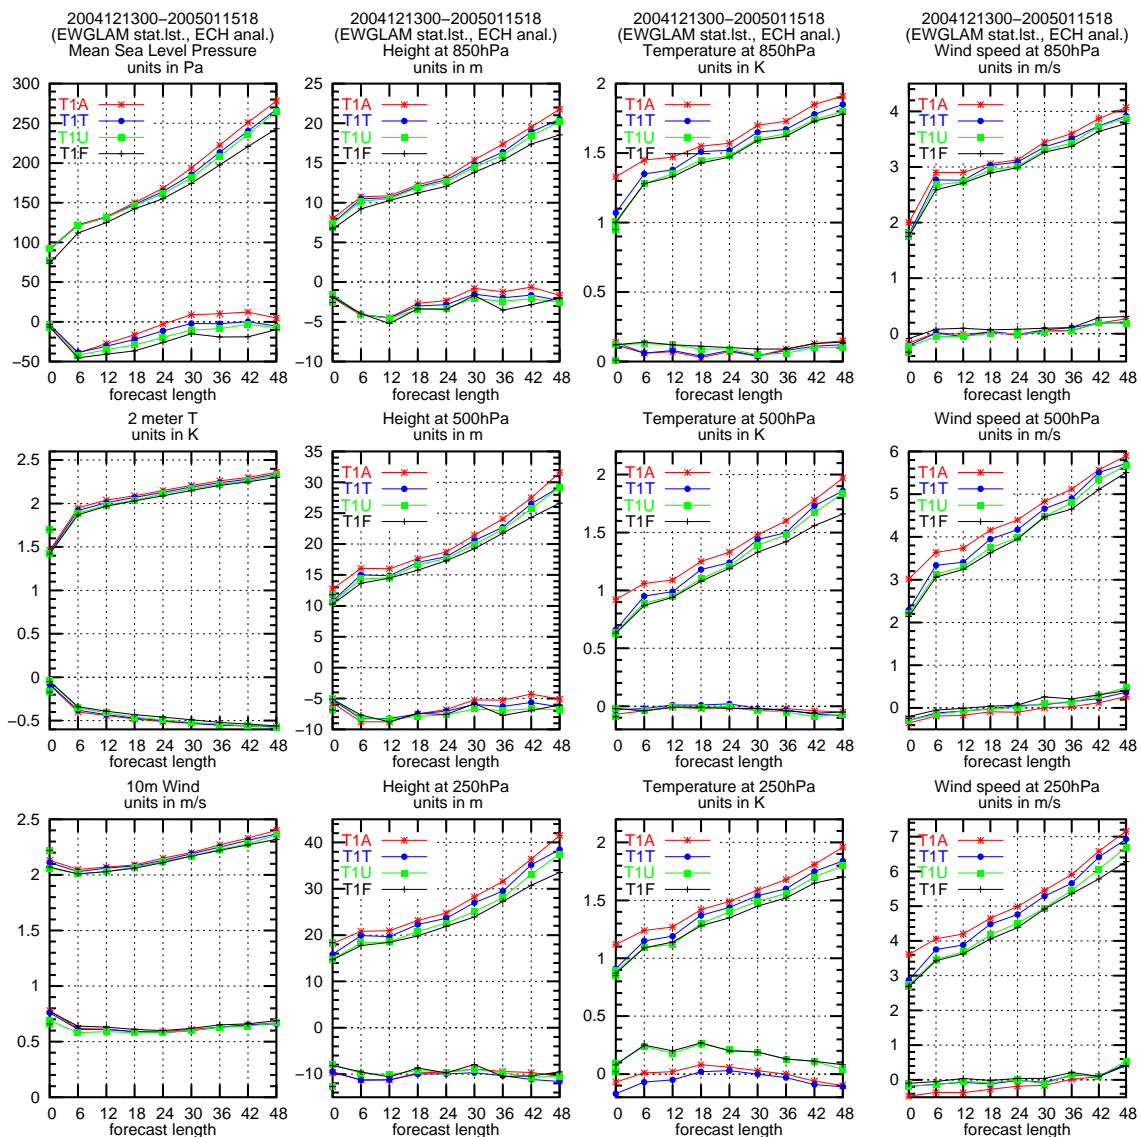 2004121300−2005011518
(EWGLAM stat.lst., ECH anal.)
Mean Sea Level Pressure
units in Pa
300
250
200
150
100
50
0
−50
T1A
T1T
T1U
T1F
0 6 12 18 24 30 36 42 48
forecast length
2004121300−2005011518
(EWGLAM stat.lst., ECH anal.)
Height at 850hPa
units in m
25
20
15
10
5
0
−5
−10
T1A
T1T
T1U
T1F
0 6 12 18 24 30 36 42 48
forecast length
2004121300−2005011518
(EWGLAM stat.lst., ECH anal.)
Temperature at 850hPa
units in K
2
1.5
1
0.5
0
T1A
T1T
T1U
T1F
0 6 12 18 24 30 36 42 48
forecast length
2004121300−2005011518
(EWGLAM stat.lst., ECH anal.)
Wind speed at 850hPa
units in m/s
4
3
2
1
0
T1A
T1T
T1U
T1F
0 6 12 18 24 30 36 42 48
forecast length
2 meter T
units in K
2.5
2
1.5
1
0.5
0
−0.5
0 6 12 18 24 30 36 42 48
forecast length
Height at 500hPa
units in m
35
30
25
20
15
10
5
0
−5
−10
T1A
T1T
T1U
T1F
0 6 12 18 24 30 36 42 48
forecast length
Temperature at 500hPa
units in K
2
1.5
1
0.5
0
T1A
T1T
T1U
T1F
0 6 12 18 24 30 36 42 48
forecast length
Wind speed at 500hPa
units in m/s
6
5
4
3
2
1
0
T1A
T1T
T1U
T1F
0 6 12 18 24 30 36 42 48
forecast length
10m Wind
units in m/s
2.5
2
1.5
1
0.5
0
0 6 12 18 24 30 36 42 48
forecast length
Height at 250hPa
units in m
40
30
20
10
0
−10
T1A
T1T
T1U
T1F
0 6 12 18 24 30 36 42 48
forecast length
Temperature at 250hPa
units in K
2
1.5
1
0.5
0
T1A
T1T
T1U
T1F
0 6 12 18 24 30 36 42 48
forecast length
Wind speed at 250hPa
units in m/s
7
6
5
4
3
2
1
0
T1A
T1T
T1U
T1F
0 6 12 18 24 30 36 42 48
forecast length